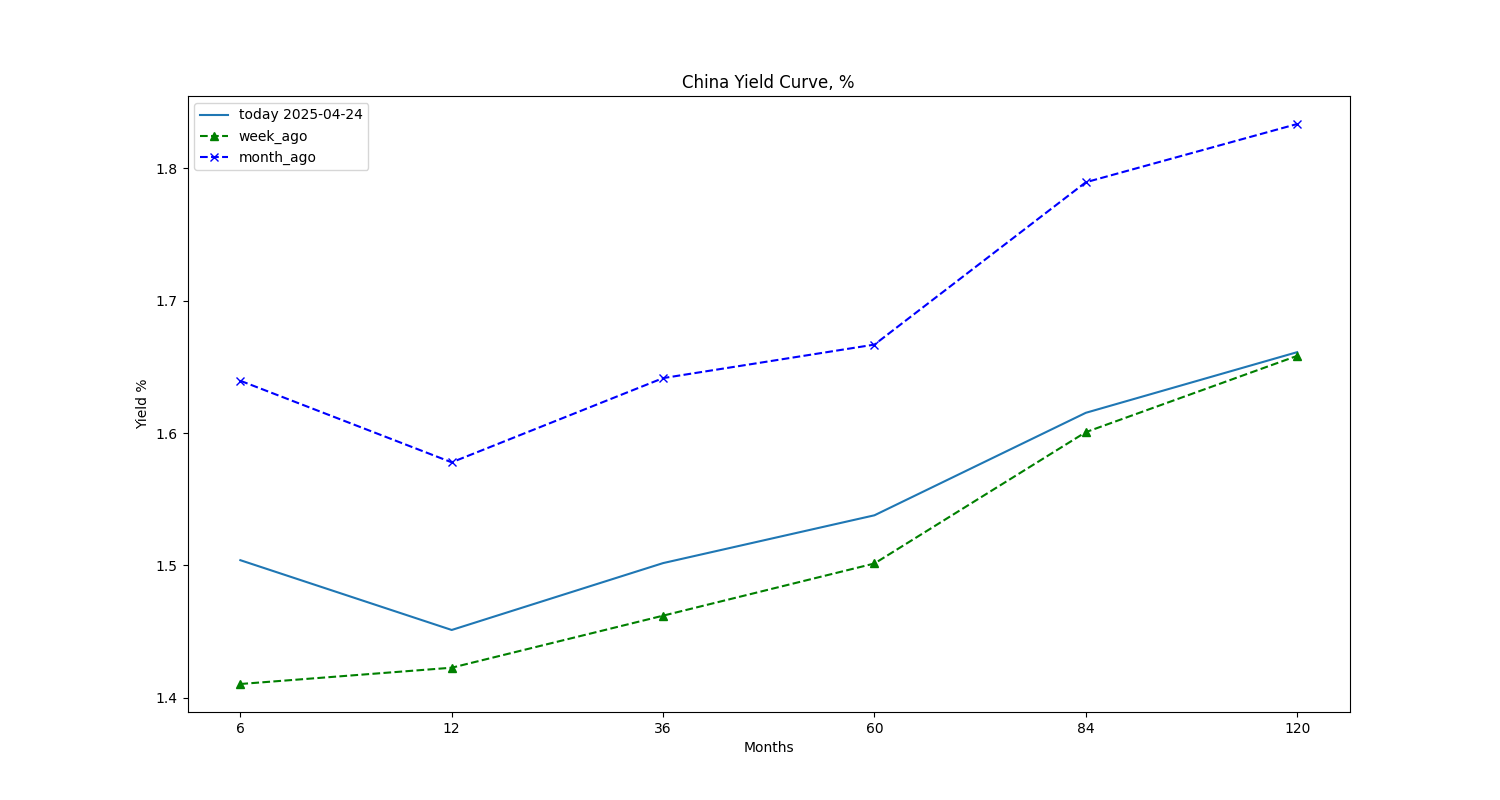 China Yield Curve, %
today 2025-04-24
week_ago
month_ago
1.8
1.7
1.6
1.5
1.4
Yield %
6 12 36 60 84 120
Months